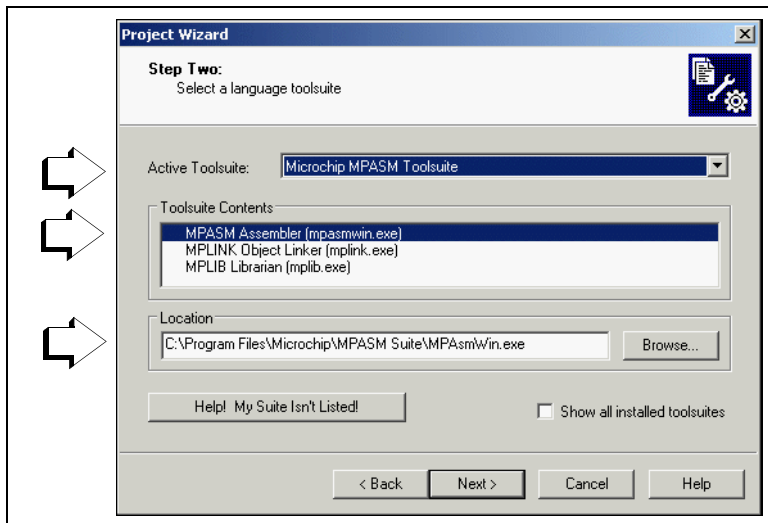 Project Wizard
Step Two:
Select a language toolsuite
Active Toolsuite: Microchip MPASM Toolsuite
Toolsuite Contents
MPASM Assembler (mpasmwin.exe)
MPLINK Object Linker (mplink.exe)
MPLIB Librarian (mplib.exe)
Location
C:\Program Files\Microchip\MPASM Suite\MPAsmWin.exe Browse...
Help! My Suite Isn't Listed! Show all installed toolsuites
< Back Next > Cancel Help